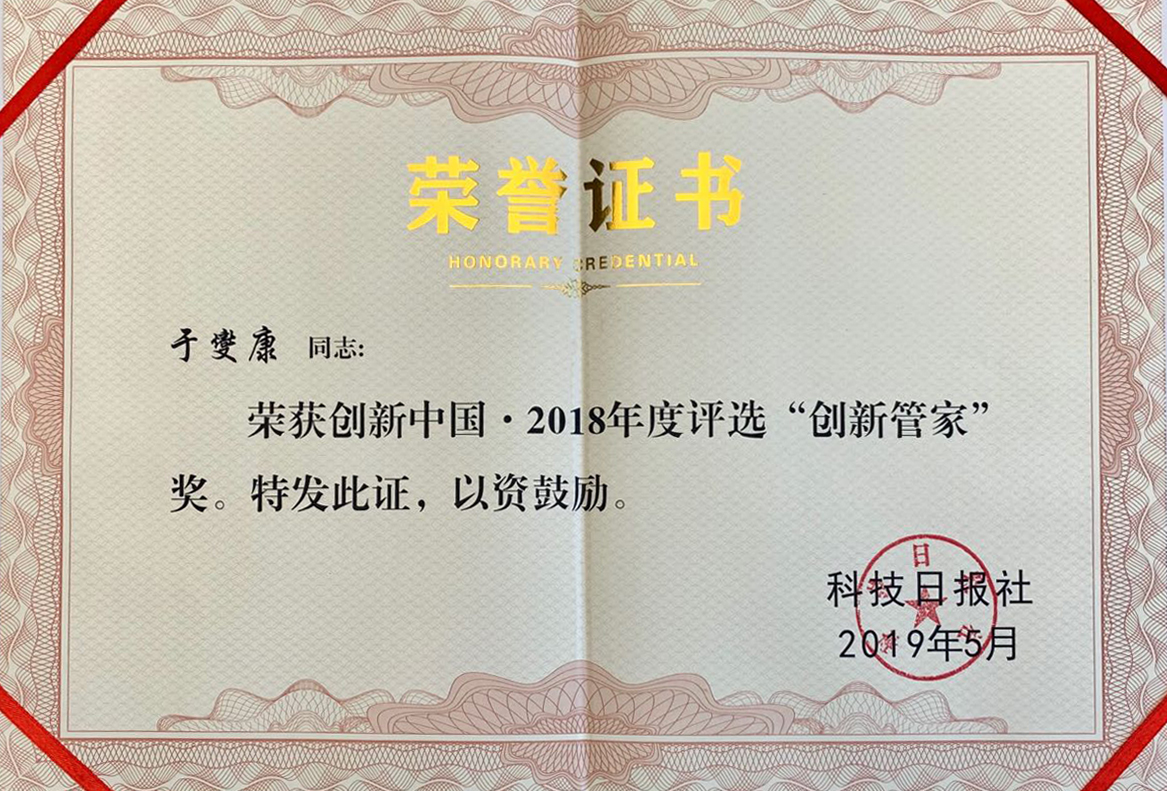 荣誉证书
HONORARY CREDENTIAL
于燮康 同志:
荣获创新中国·2018年度评选“创新管家”
奖。特发此证，以资鼓励。
科技日报社
2019年5月